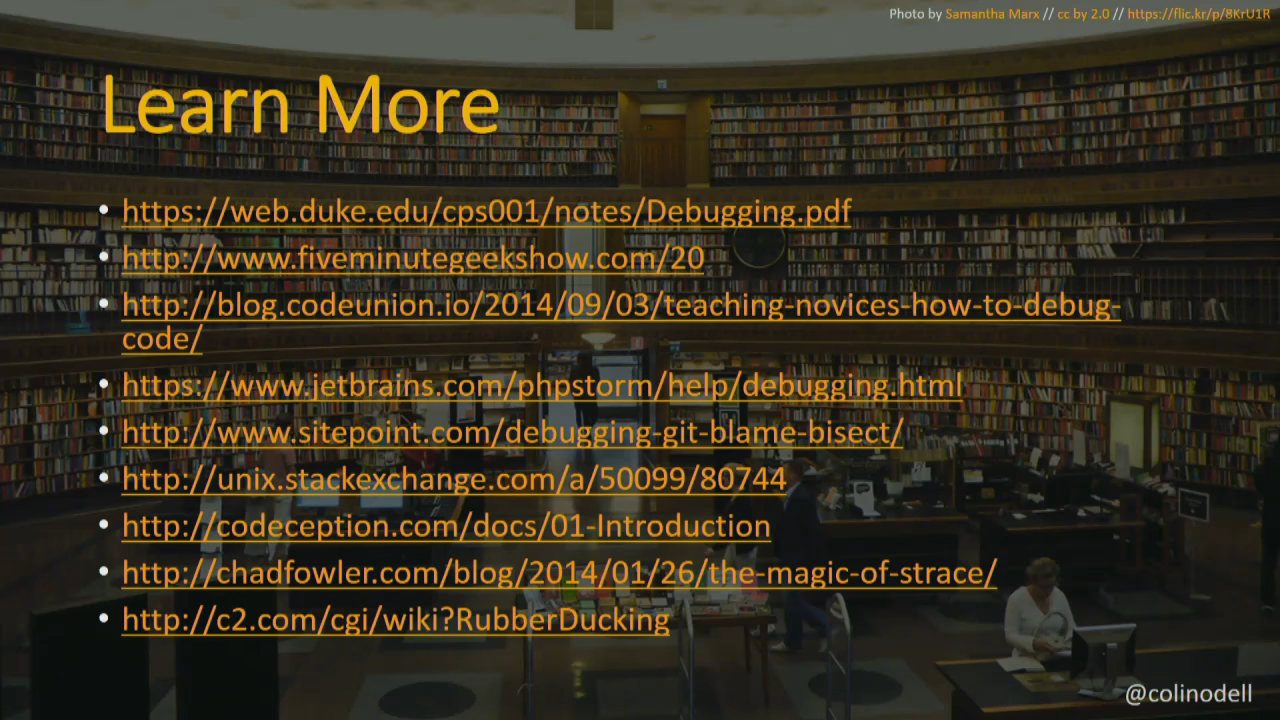 Photo by Samantha Marx // cc by 2.0 // https://flic.kr/p/8KrU1R
Learn More
• https://web.duke.edu/cps001/notes/Debugging.pdf
• http://www.fiveminutegeekshow.com/20
• http://blog.codeunion.io/2014/09/03/teaching-novices-how-to-debug-
code/
• https://www.jetbrains.com/phpstorm/help/debugging.html
• http://www.sitepoint.com/debugging-git-blame-bisect/
• http://unix.stackexchange.com/a/50099/80744
• http://codeception.com/docs/01-Introduction
• http://chadfowler.com/blog/2014/01/26/the-magic-of-strace/
• http://c2.com/cgi/wiki?RubberDucking
@colinodell